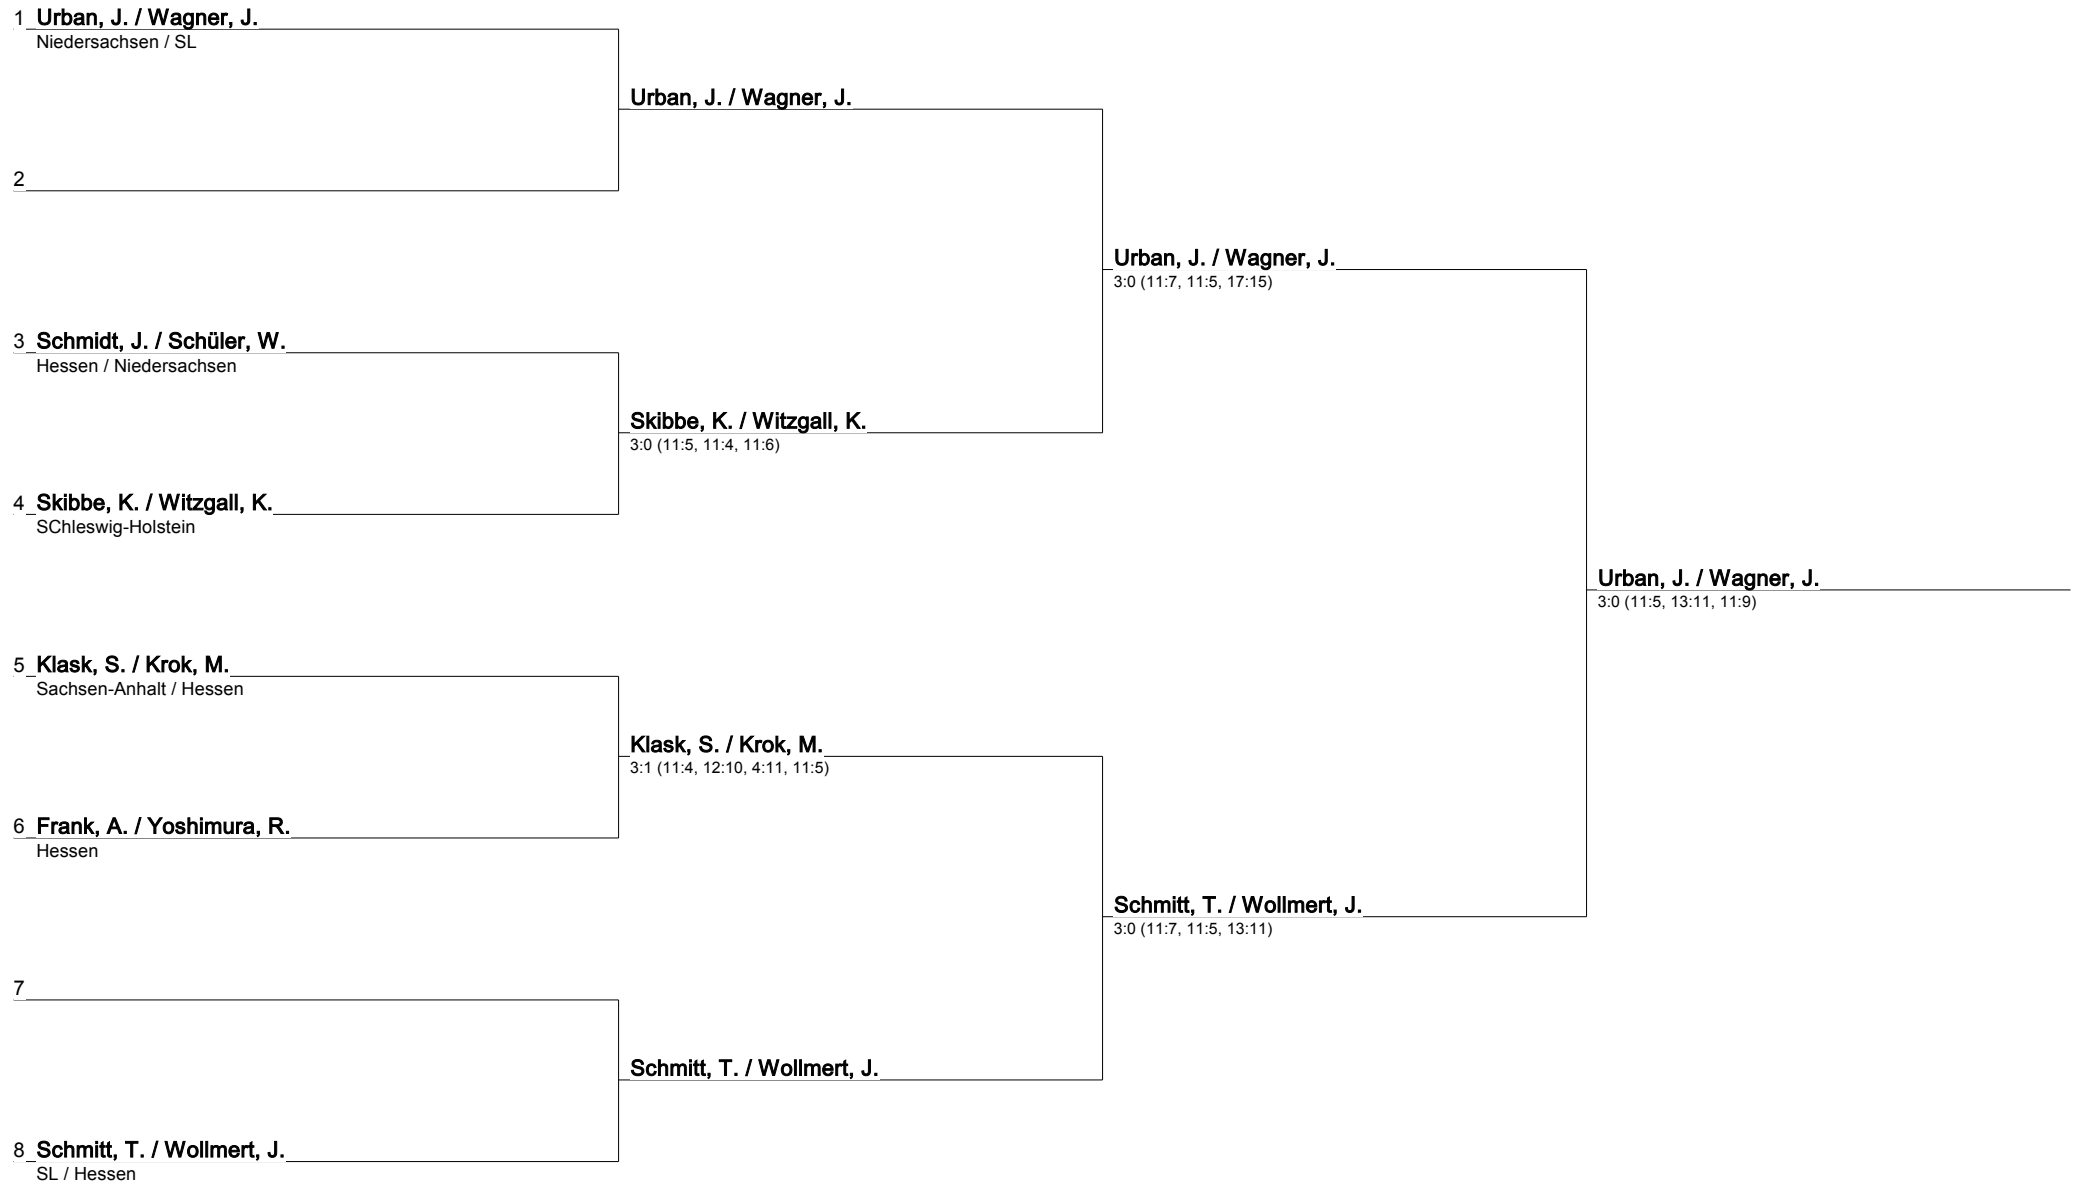 1 Urban, J. / Wagner, J.
Niedersachsen / SL
Urban, J. / Wagner, J.
2
Urban, J. / Wagner, J.
3:0 (11:7, 11:5, 17:15)
3 Schmidt, J. / Schüler, W.
Hessen / Niedersachsen
Skibbe, K. / Witzgall, K.
3:0 (11:5, 11:4, 11:6)
4 Skibbe, K. / Witzgall, K.
SChleswig-Holstein
Urban, J. / Wagner, J.
3:0 (11:5, 13:11, 11:9)
5 Klask, S. / Krok, M.
Sachsen-Anhalt / Hessen
Klask, S. / Krok, M.
3:1 (11:4, 12:10, 4:11, 11:5)
6 Frank, A. / Yoshimura, R.
Hessen
Schmitt, T. / Wollmert, J.
3:0 (11:7, 11:5, 13:11)
7
Schmitt, T. / Wollmert, J.
8 Schmitt, T. / Wollmert, J.
SL / Hessen